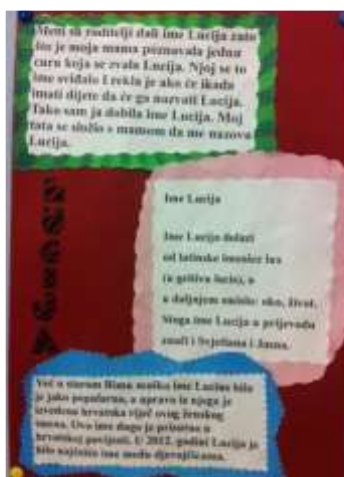 Meni su roditelji dali ime Lucija zato
što je moja mama poznavala jednu
curu koja se zvala Lucija. Njoj se to
ime sviđalo I rekla je ako će ikada
imati dijete da će ga nazvati Lucija.
Tako sam ja dobila ime Lucija. Moj
tata se složio s mamom da me nazovu
Lucija.
Ime Lucija
Ime Lucija dolazi
od latinske imenice lux
(u genitivu lucis), a
u daljnjem smislu: oko, život.
Stoga ime Lucija u prijevodu
znači i Svjetlana i Jasna.
Već u starom Rimu muško ime Lucius bilo
je jako popularno, a upravo iz njega je
izvedena hrvatska riječ ovog ženskog
imena. Ovo ime dugo je prisutno u
hrvatskoj povijesti. U 2012. godini Lucija je
bilo najčešće ime među djevojčicama.